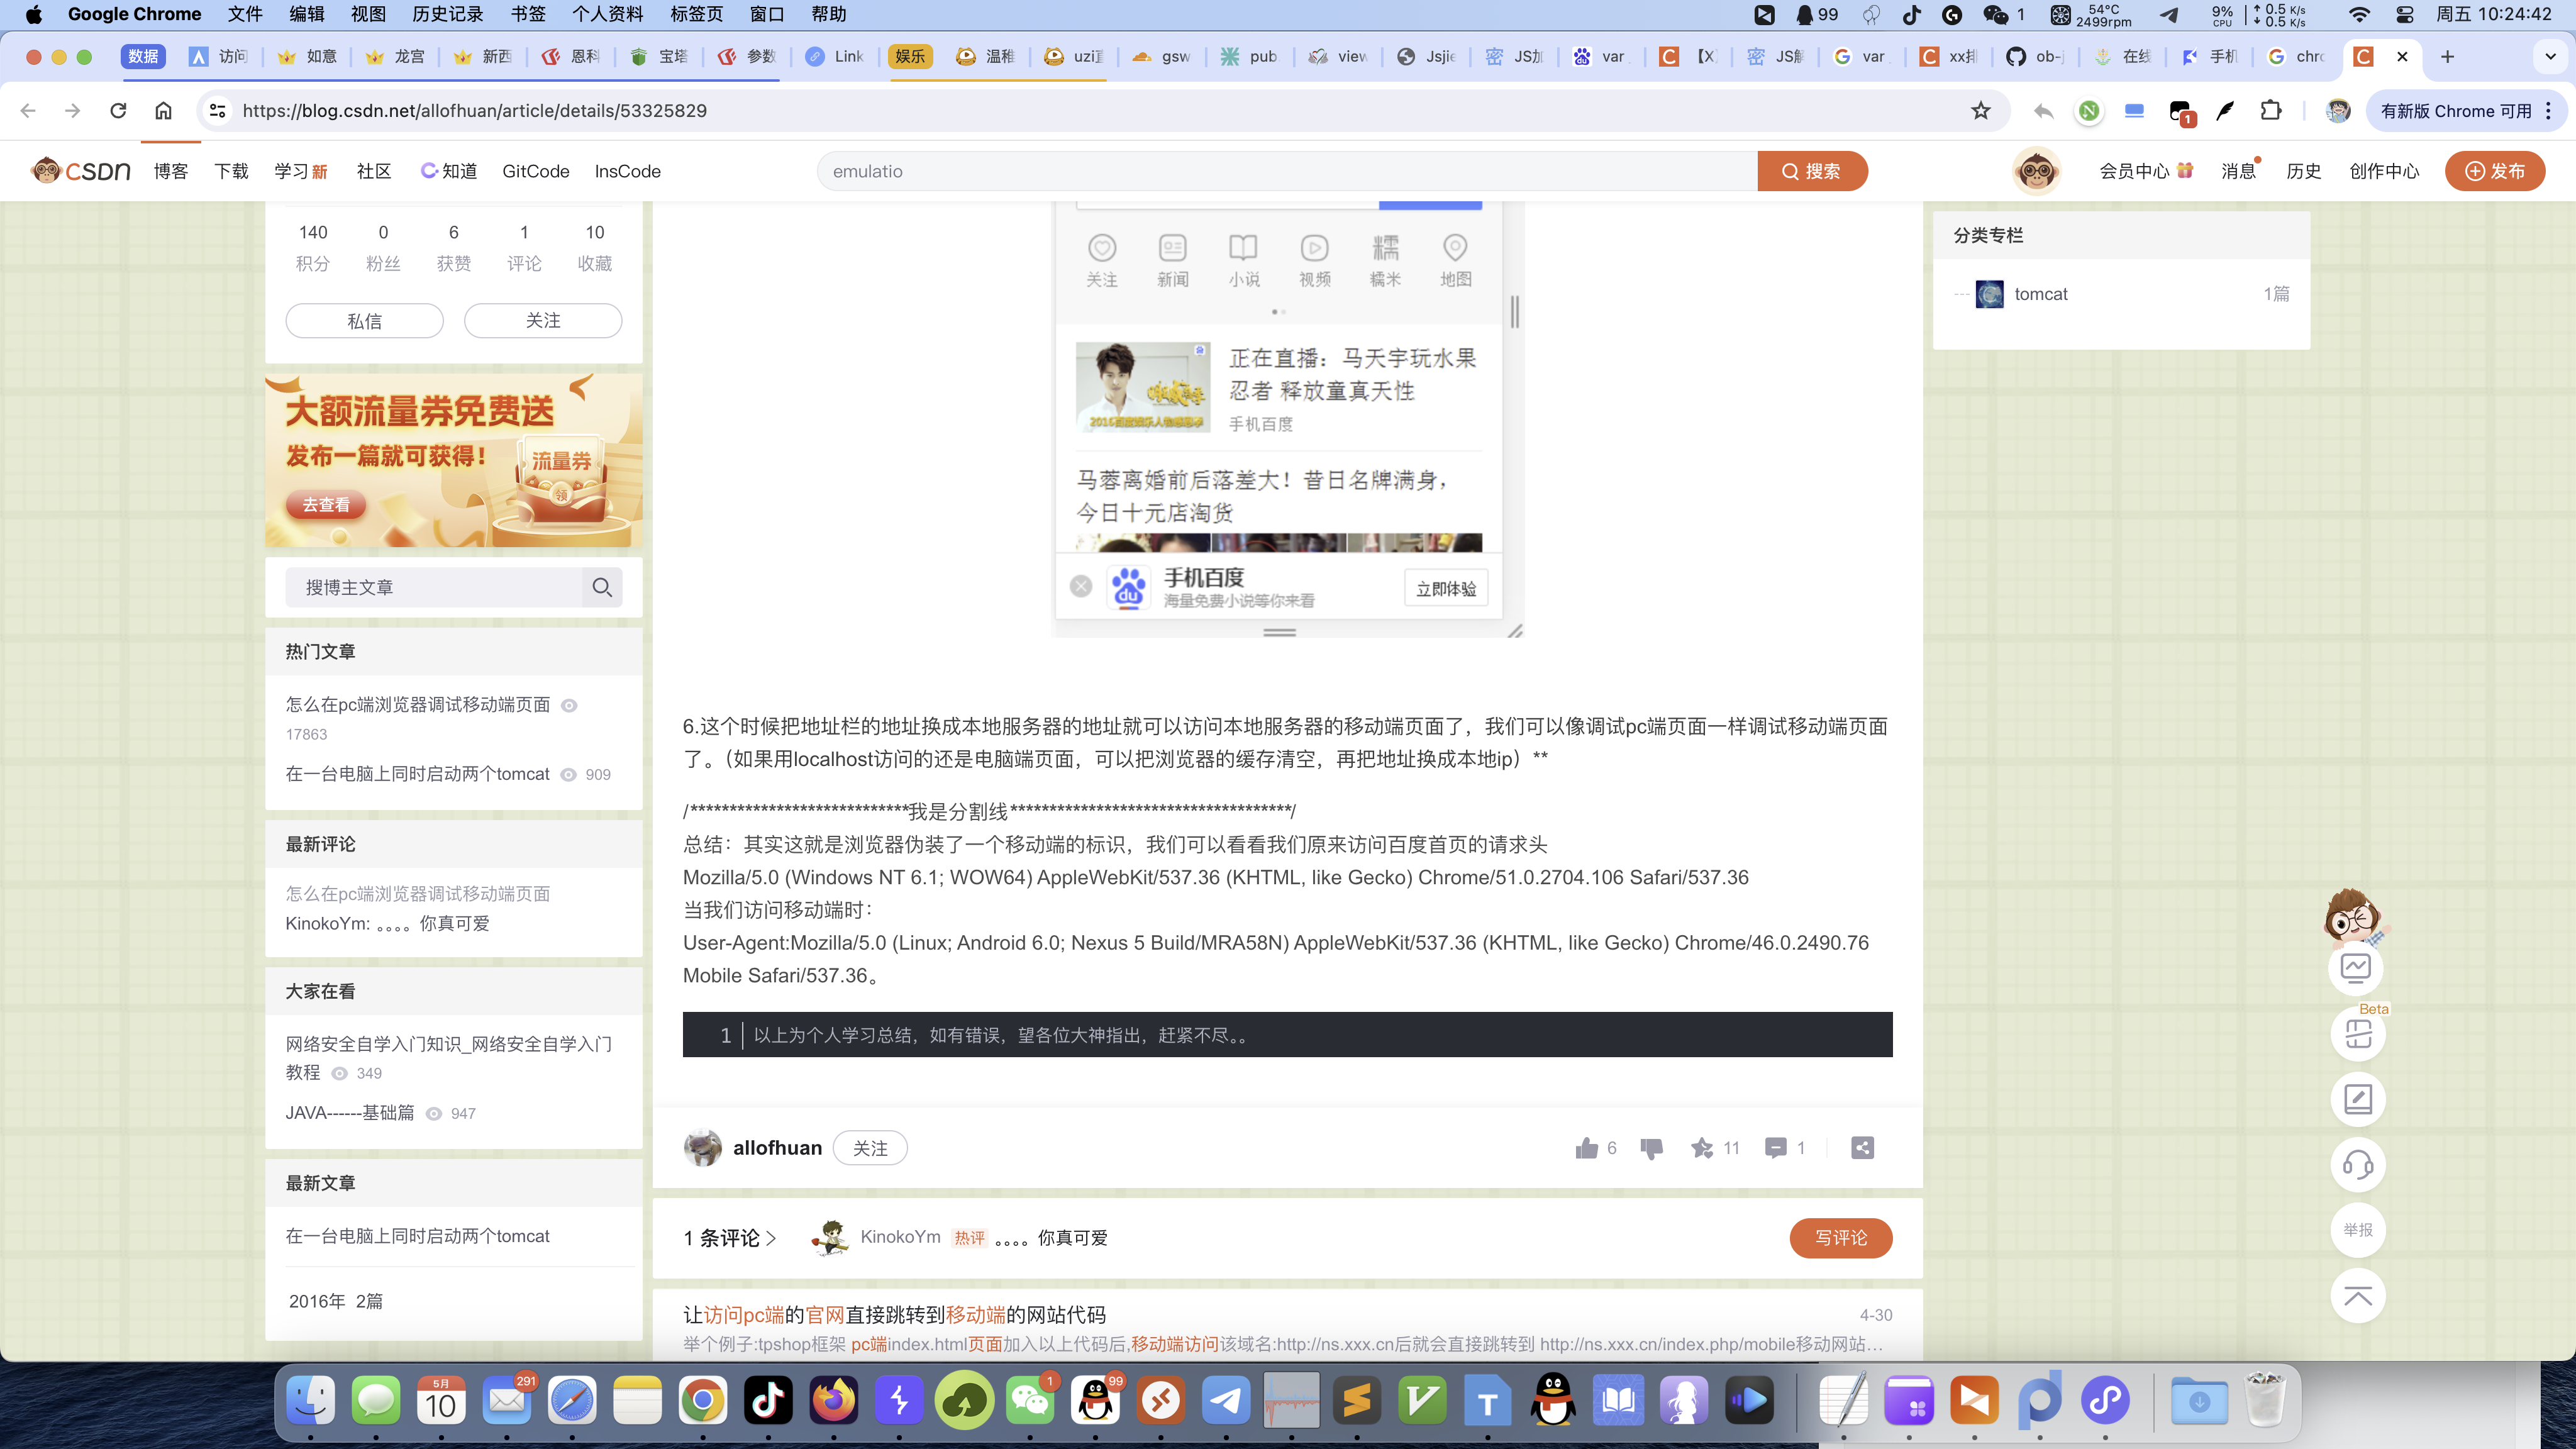 Google Chrome 文件 编辑 视图 历史记录 书签 个人资料 标签页 窗口 帮助
99 1 54°C 2499rpm 9% CPU 0.5 K/s 0.5 K/s 周五 10:24:42
数据 访问 如意 龙宫 新西 恩科 宝塔 参数 Link 娱乐 温稚 uzi直 gsw pub view Jsjie JS加 var 【X JS解 var xx排 ob- 在线 手机 chro
https://blog.csdn.net/allofhuan/article/details/53325829
1 有新版 Chrome 可用
CSDN 博客 下载 学习 新 社区 知道 GitCode InsCode
emulatio 搜索
会员中心 消息 历史 创作中心 发布
140 0 6 1 10
积分 粉丝 获赞 评论 收藏
私信 关注
大额流量券免费送
发布一篇就可获得！
流量券
领
去查看
搜博主文章
热门文章
怎么在pc端浏览器调试移动端页面
17863
在一台电脑上同时启动两个tomcat 909
最新评论
怎么在pc端浏览器调试移动端页面
KinokoYm: 。。。。你真可爱
大家在看
网络安全自学入门知识_网络安全自学入门
教程 349
JAVA------基础篇 947
最新文章
在一台电脑上同时启动两个tomcat
2016年 2篇
关注 新闻 小说 视频 糯米 地图
糯
正在直播：马天宇玩水果
忍者 释放童真天性
手机百度
马蓉离婚前后落差大！昔日名牌满身，
今日十元店淘货
du
手机百度
海量免费小说等你来看
立即体验
6.这个时候把地址栏的地址换成本地服务器的地址就可以访问本地服务器的移动端页面了，我们可以像调试pc端页面一样调试移动端页面
了。（如果用localhost访问的还是电脑端页面，可以把浏览器的缓存清空，再把地址换成本地ip）**
/****************************我是分割线************************************/
总结：其实这就是浏览器伪装了一个移动端的标识，我们可以看看我们原来访问百度首页的请求头
Mozilla/5.0 (Windows NT 6.1; WOW64) AppleWebKit/537.36 (KHTML, like Gecko) Chrome/51.0.2704.106 Safari/537.36
当我们访问移动端时：
User-Agent:Mozilla/5.0 (Linux; Android 6.0; Nexus 5 Build/MRA58N) AppleWebKit/537.36 (KHTML, like Gecko) Chrome/46.0.2490.76
Mobile Safari/537.36。
1 以上为个人学习总结，如有错误，望各位大神指出，赶紧不尽。。
allofhuan 关注 6 11 1
1 条评论 KinokoYm 热评 。。。。你真可爱 写评论
让访问pc端的官网直接跳转到移动端的网站代码 4-30
举个例子:tpshop框架 pc端index.html页面加入以上代码后,移动端访问该域名:http://ns.xxx.cn后就会直接跳转到 http://ns.xxx.cn/index.php/mobile移动网站…
分类专栏
tomcat 1篇
Beta
举报
5月
10
291
1
99
T